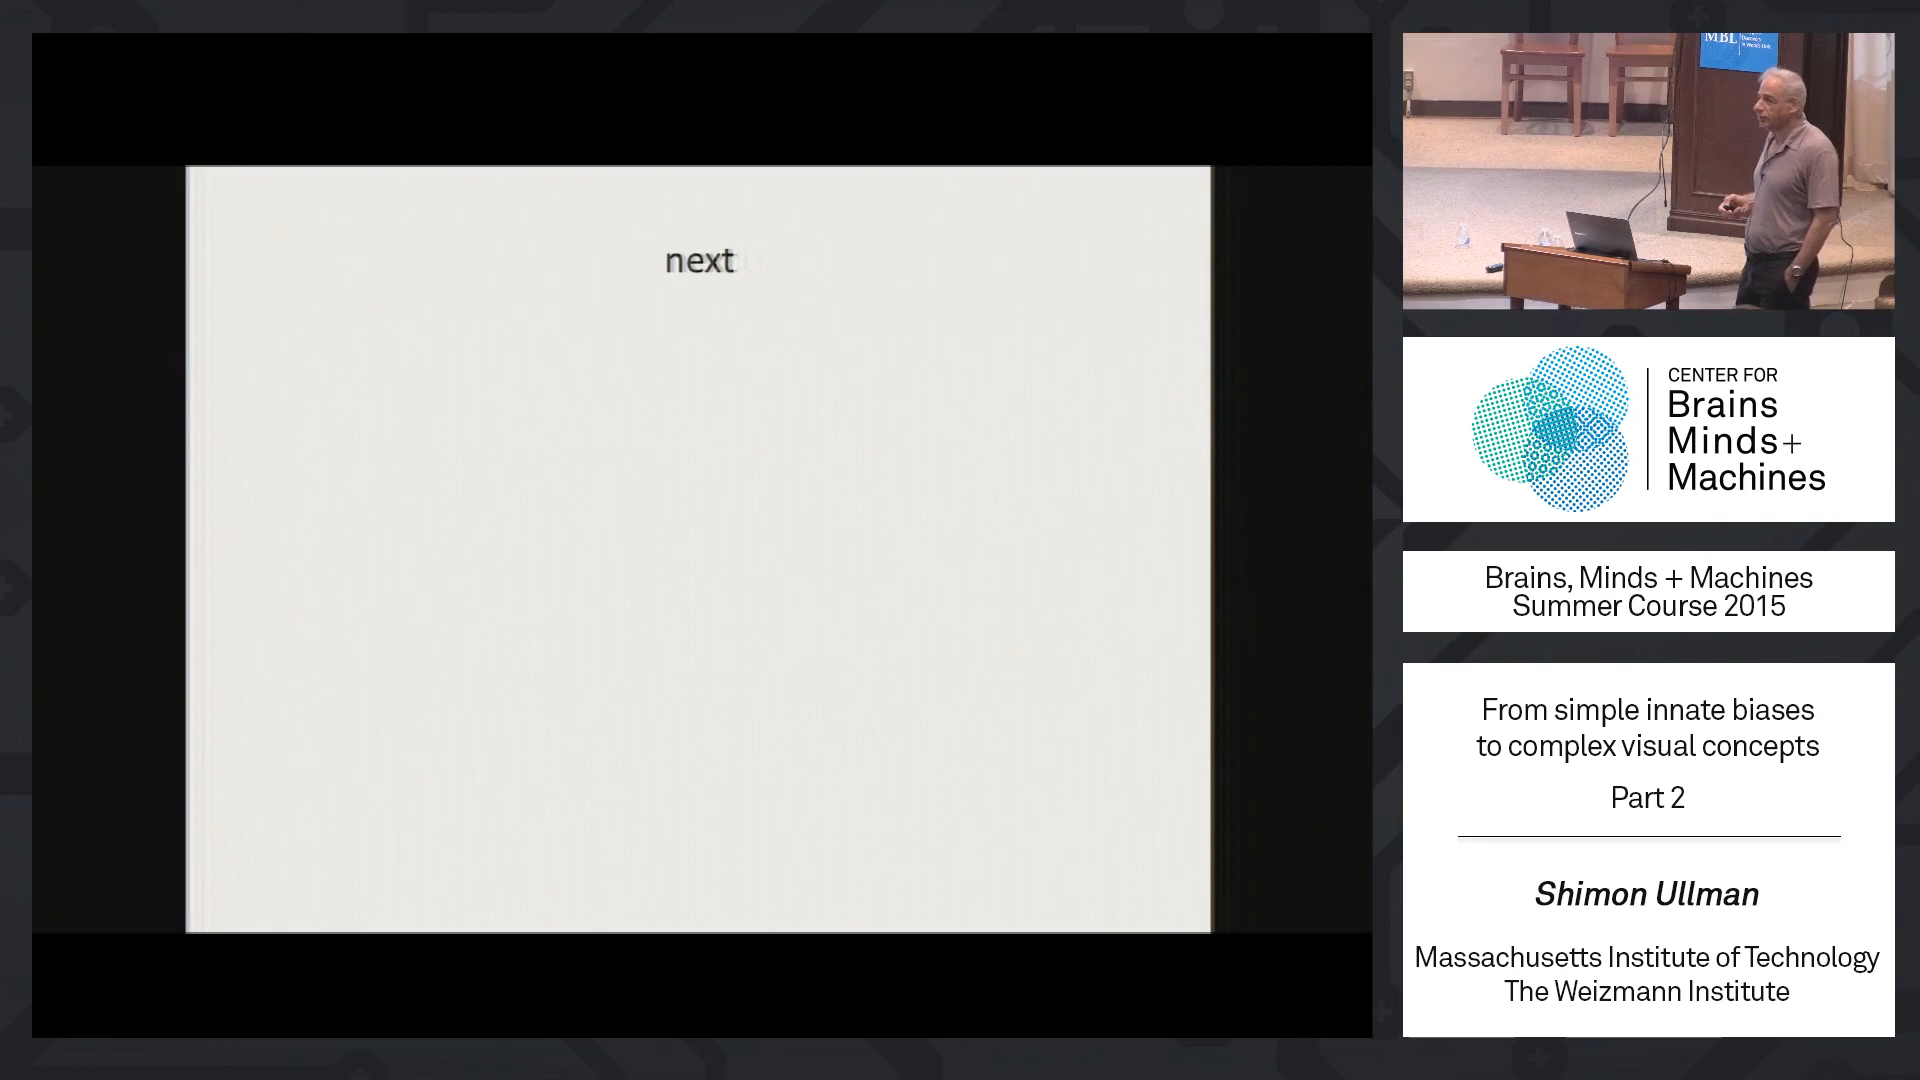 next
MBL
CENTER FOR
Brains
Minds+
Machines
Brains, Minds + Machines
Summer Course 2015
From simple innate biases
to complex visual concepts
Part 2
Shimon Ullman
Massachusetts Institute of Technology
The Weizmann Institute